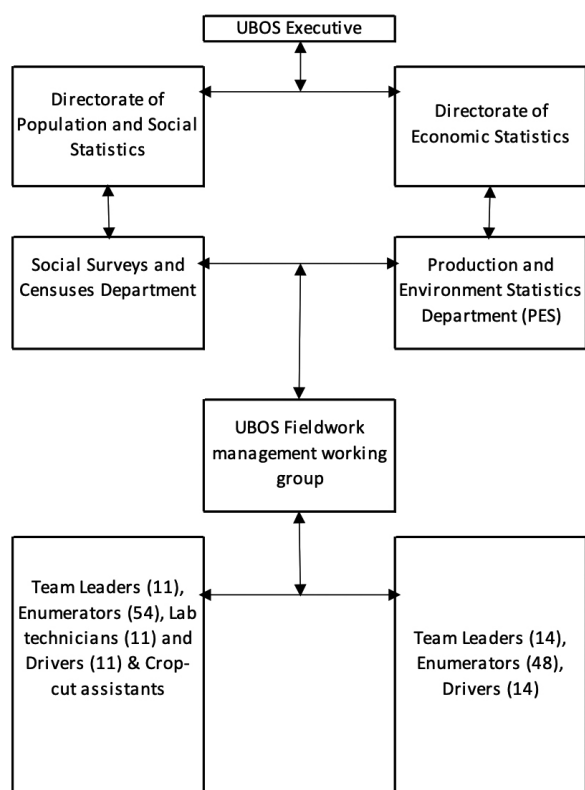 UBOS Executive
Directorate of
Population and Social
Statistics
Directorate of
Economic Statistics
Social Surveys and
Censuses Department
Production and
Environment Statistics
Department (PES)
UBOS Fieldwork
management working
group
Team Leaders (11),
Enumerators (54), Lab
technicians (11) and
Drivers (11) & Crop-
cut assistants
Team Leaders (14),
Enumerators (48),
Drivers (14)